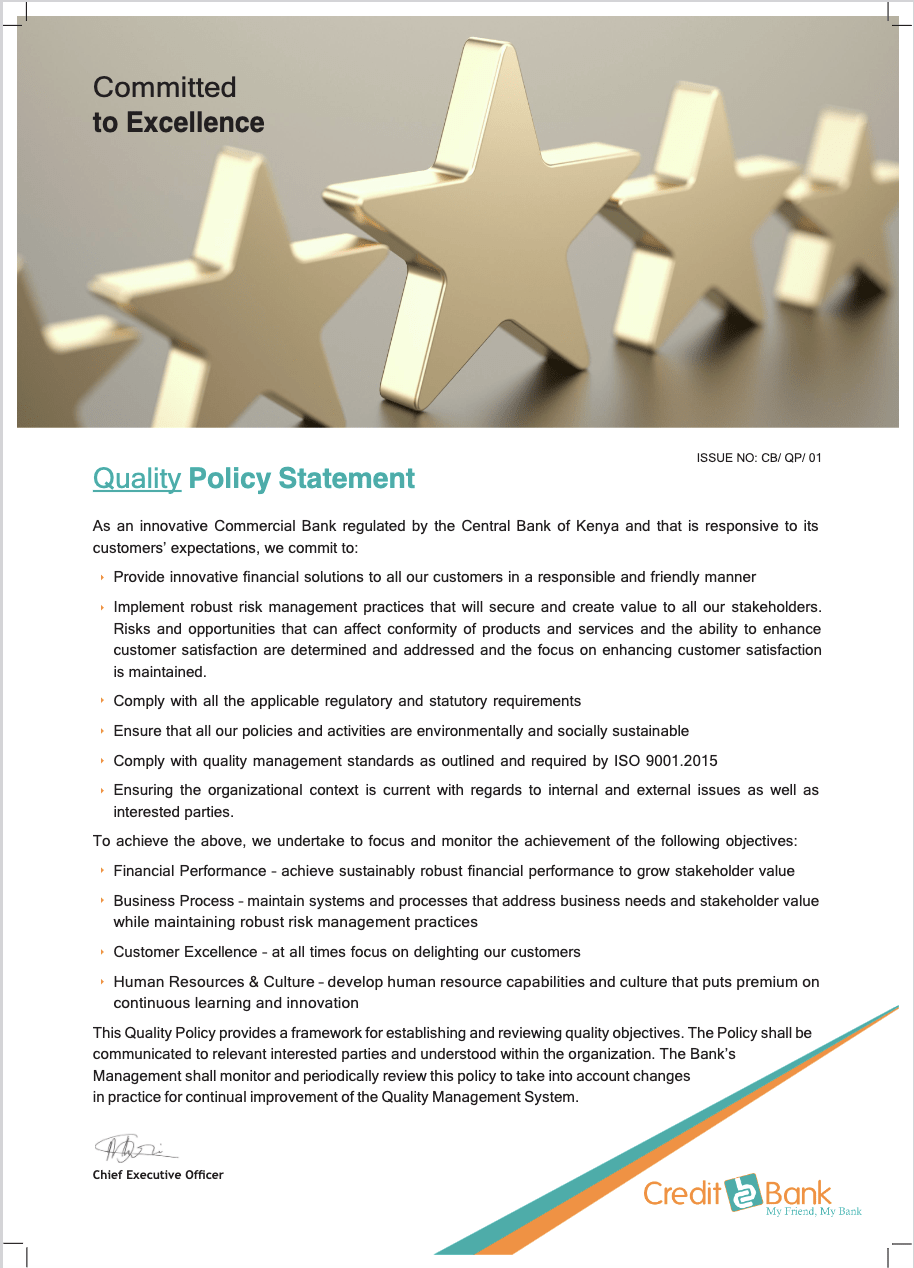 Committed
to Excellence
ISSUE NO: CB/ QP/ 01
Quality Policy Statement
As an innovative Commercial Bank regulated by the Central Bank of Kenya and that is responsive to its
customers’ expectations, we commit to:
Provide innovative financial solutions to all our customers in a responsible and friendly manner
Implement robust risk management practices that will secure and create value to all our stakeholders.
Risks and opportunities that can affect conformity of products and services and the ability to enhance
customer satisfaction are determined and addressed and the focus on enhancing customer satisfaction
is maintained.
Comply with all the applicable regulatory and statutory requirements
Ensure that all our policies and activities are environmentally and socially sustainable
Comply with quality management standards as outlined and required by ISO 9001.2015
Ensuring the organizational context is current with regards to internal and external issues as well as
interested parties.
To achieve the above, we undertake to focus and monitor the achievement of the following objectives:
Financial Performance – achieve sustainably robust financial performance to grow stakeholder value
Business Process – maintain systems and processes that address business needs and stakeholder value
while maintaining robust risk management practices
Customer Excellence – at all times focus on delighting our customers
Human Resources & Culture – develop human resource capabilities and culture that puts premium on
continuous learning and innovation
This Quality Policy provides a framework for establishing and reviewing quality objectives. The Policy shall be
communicated to relevant interested parties and understood within the organization. The Bank’s
Management shall monitor and periodically review this policy to take into account changes
in practice for continual improvement of the Quality Management System.
Chief Executive Officer
Credit Bank
My Friend, My Bank